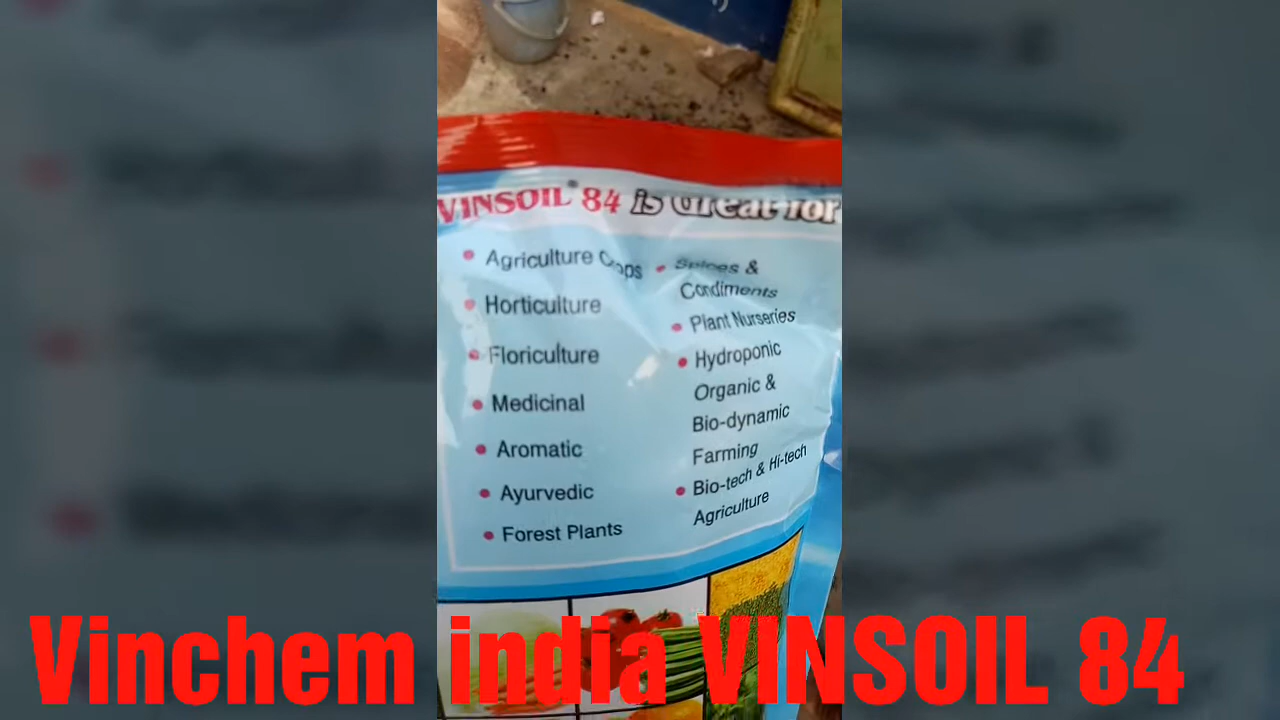 VINSOIL® 84 is Great for
Agriculture Crops
Horticulture
Floriculture
Medicinal
Aromatic
Ayurvedic
Forest Plants
Spices &
Condiments
Plant Nurseries
Hydroponic
Organic &
Bio-dynamic
Farming
Bio-tech & Hi-tech
Agriculture
Vinchem india VINSOIL 84